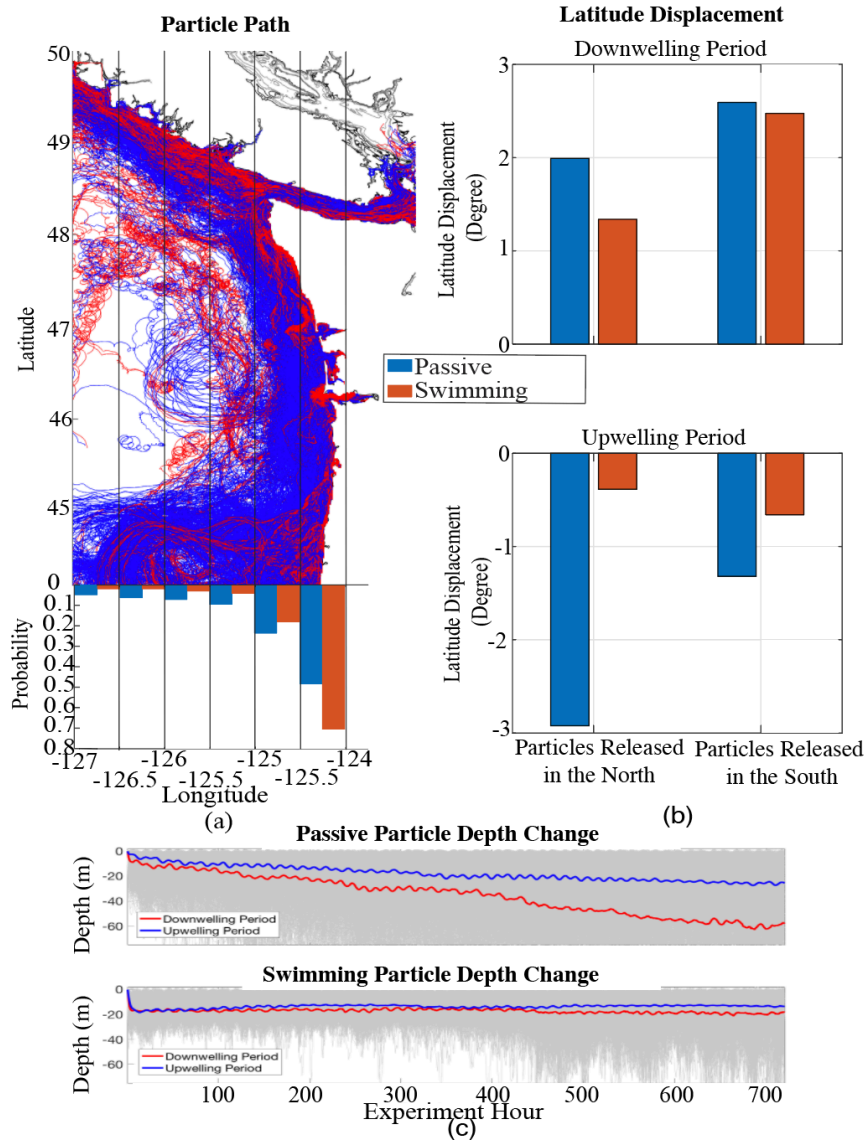 Particle Path
50
49
48
47
46
45
0
Latitude
0.1
0.2
0.3
0.4
0.5
0.6
0.7
0.8
Probability
-127
-126
-125
-124
-126.5
-125.5
-125.5
Longitude
(a)
Latitude Displacement
Downwelling Period
3
2
1
0
Latitude Displacement
(Degree)
Passive
Swimming
Upwelling Period
0
-1
-2
-3
Latitude Displacement
(Degree)
Particles Released
in the North
Particles Released
in the South
(b)
Passive Particle Depth Change
0
-20
-40
-60
Depth (m)
Downwelling Period
Upwelling Period
Swimming Particle Depth Change
0
-20
-40
-60
Depth (m)
Downwelling Period
Upwelling Period
100 200 300 400 500 600 700
Experiment Hour
(c)